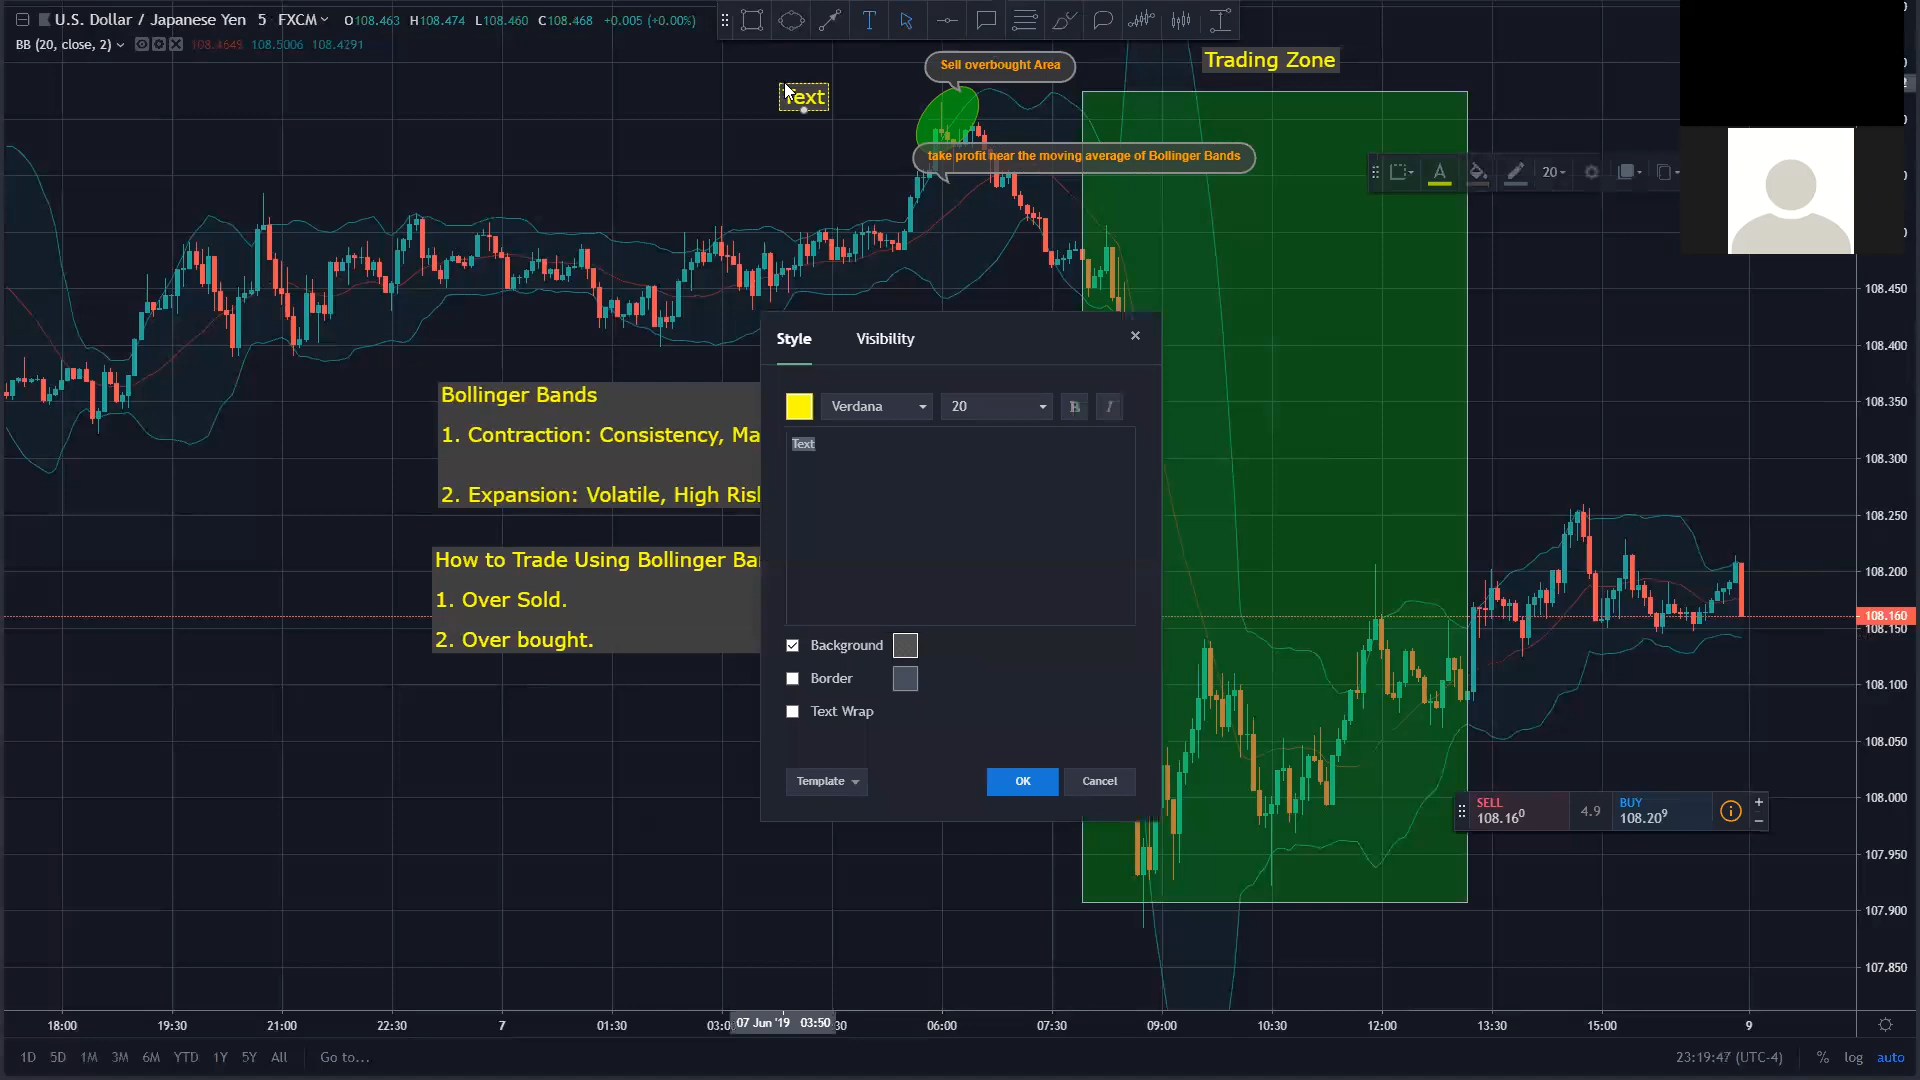 U.S. Dollar / Japanese Yen 5 FXCM O108.463 H108.474 L108.460 C108.468 +0.005 (+0.00%)
BB (20, close, 2) 108.4649 108.5006 108.4291
Sell overbought Area
Trading Zone
Text
take profit near the moving average of Bollinger Bands
20
108.450
Style Visibility
108.400
Bollinger Bands
Verdana 20 B I
108.350
1. Contraction: Consistency, Ma
Text
108.300
2. Expansion: Volatile, High Risk
108.250
How to Trade Using Bollinger Ba
108.200
1. Over Sold.
108.160
108.150
2. Over bought.
Background
Border
108.100
Text Wrap
108.050
Template OK Cancel
108.000
SELL 108.16⁰ 4.9 BUY 108.20⁹
107.950
107.900
107.850
18:00 19:30 21:00 22:30 7 01:30 03:0 07 Jun '19 03:50 30 06:00 07:30 09:00 10:30 12:00 13:30 15:00 9
1D 5D 1M 3M 6M YTD 1Y 5Y All Go to... 23:19:47 (UTC-4) % log auto